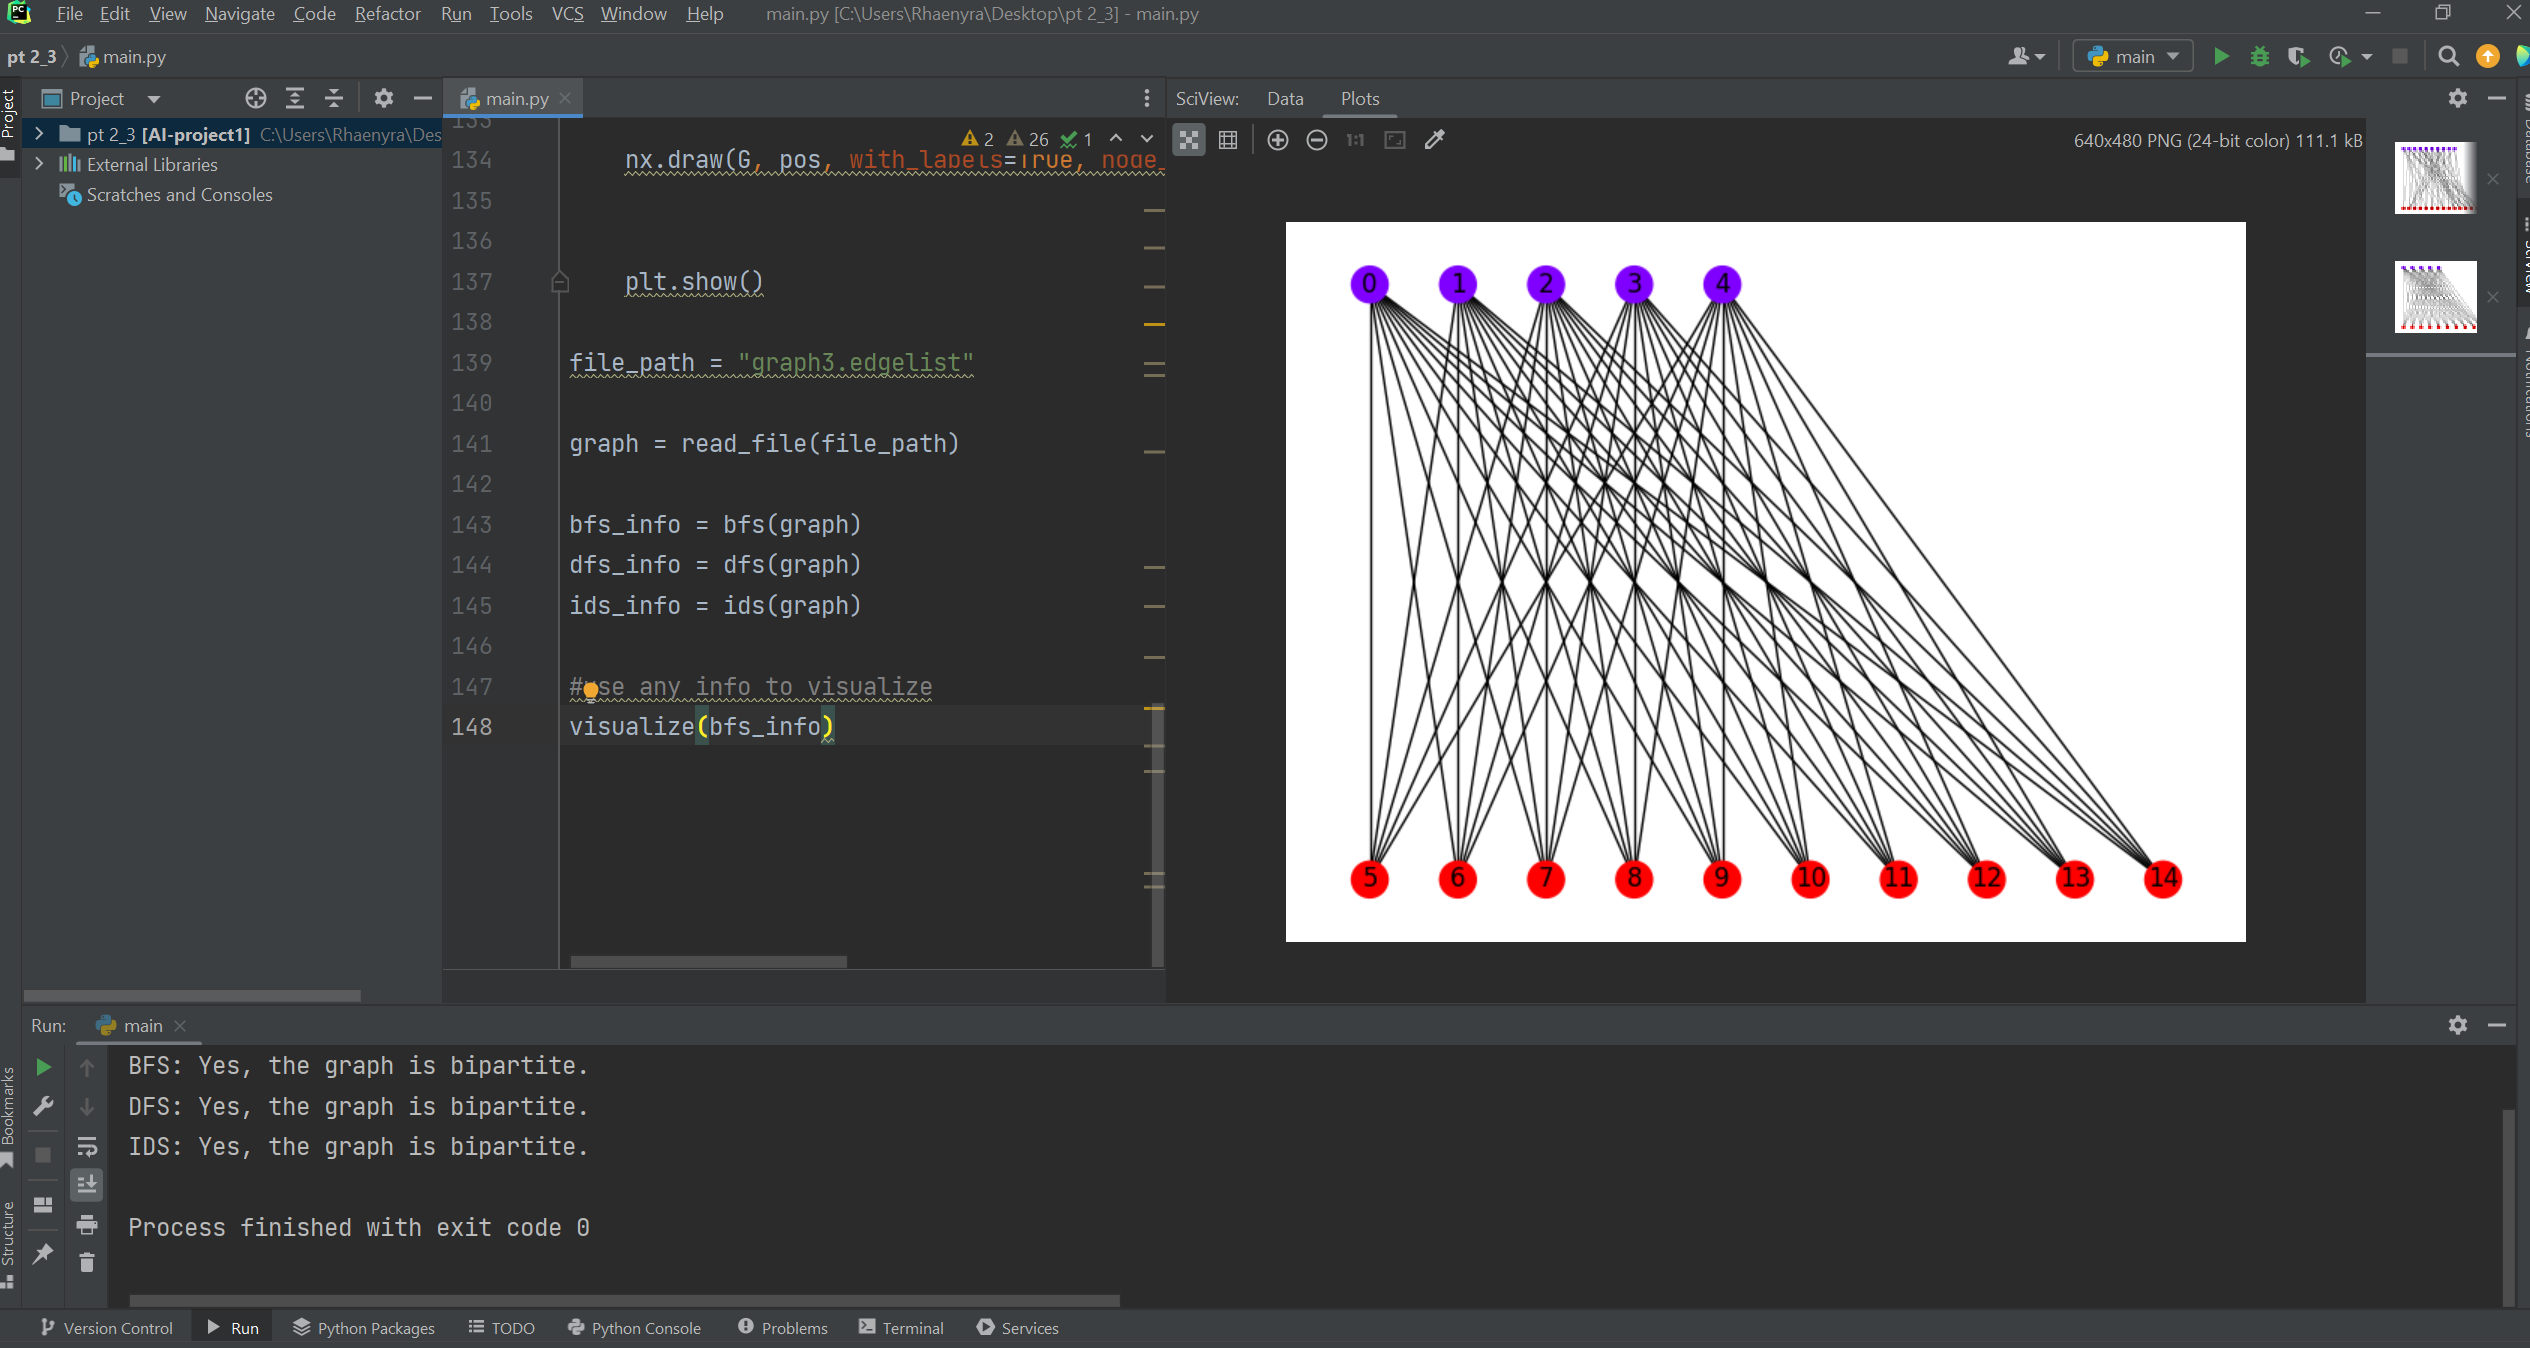 File Edit View Navigate Code Refactor Run Tools VCS Window Help main.py [C:\Users\Rhaenyra\Desktop\pt 2_3] - main.py
pt 2_3 main.py
main
Project
Project
main.py
SciView: Data Plots
pt 2_3 [AI-project1] C:\Users\Rhaenyra\Des
External Libraries
Scratches and Consoles
2 26 1
1:1
640x480 PNG (24-bit color) 111.1 kB
133
134 nx.draw(G, pos, with_labels=True, node_
135
136
137 plt.show()
138
139 file_path = "graph3.edgelist"
140
141 graph = read_file(file_path)
142
143 bfs_info = bfs(graph)
144 dfs_info = dfs(graph)
145 ids_info = ids(graph)
146
147 #use any info to visualize
148 visualize(bfs_info)
0 1 2 3 4
5 6 7 8 9 10 11 12 13 14
Database
SciView
Notifications
Run: main
BFS: Yes, the graph is bipartite.
DFS: Yes, the graph is bipartite.
IDS: Yes, the graph is bipartite.
Process finished with exit code 0
Bookmarks
Structure
Version Control Run Python Packages TODO Python Console Problems Terminal Services